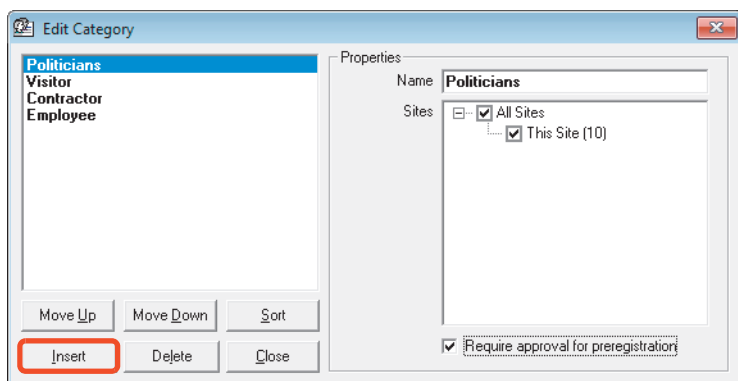 Edit Category
Politicians
Visitor
Contractor
Employee
Move Up
Move Down
Sort
Insert
Delete
Close
Properties
Name Politicians
Sites
All Sites
This Site (10)
Require approval for preregistration